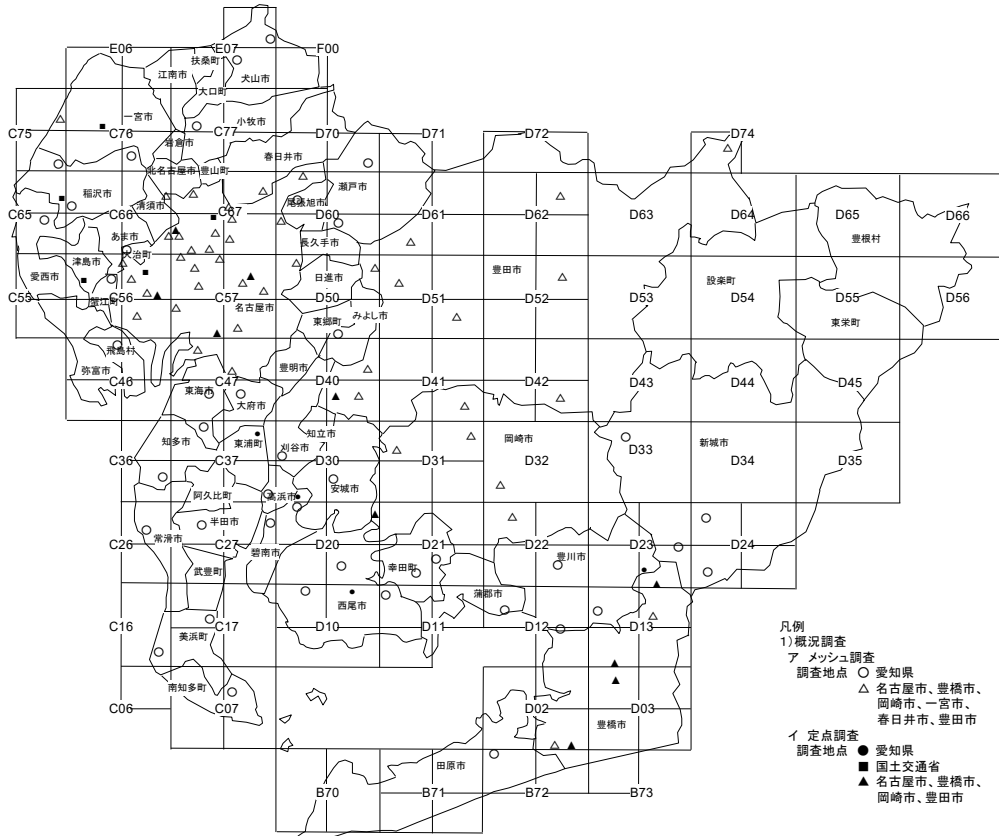 E06 E07 F00
扶桑町
江南市
犬山市
大口町
一宮市
小牧市
C75 C76 C77 D70 D71 D72 D74
岩倉市
春日井市
北名古屋市 豊山町
瀬戸市
稲沢市
清須市
尾張旭市
C65 C66 C67 D60 D61 D62 D63 D64 D65 D66
あま市
長久手市
豊根村
大治町
津島市
愛西市
日進市
豊田市
設楽町
C55 C56 C57 D50 D51 D52 D53 D54 D55 D56
蟹江町
名古屋市
みよし市
東郷町
東栄町
飛島村
弥富市
豊明市
C46 C47 D40 D41 D42 D43 D44 D45
東海市
大府市
知多市
東浦町
知立市
刈谷市
岡崎市
新城市
C36 C37 D30 D31 D32 D33 D34 D35
安城市
阿久比町
高浜市
半田市
常滑市
C26 C27 D20 D21 D22 D23 D24
碧南市
豊川市
武豊町
幸田町
蒲郡市
西尾市
C16 C17 D10 D11 D12 D13
美浜町
南知多町
C06 C07 D02 D03
豊橋市
田原市
B70 B71 B72 B73
凡例
1)概況調査
ア メッシュ調査
調査地点 ○ 愛知県
△ 名古屋市、豊橋市、
岡崎市、一宮市、
春日井市、豊田市
イ 定点調査
調査地点 ● 愛知県
■ 国土交通省
▲ 名古屋市、豊橋市、
岡崎市、豊田市